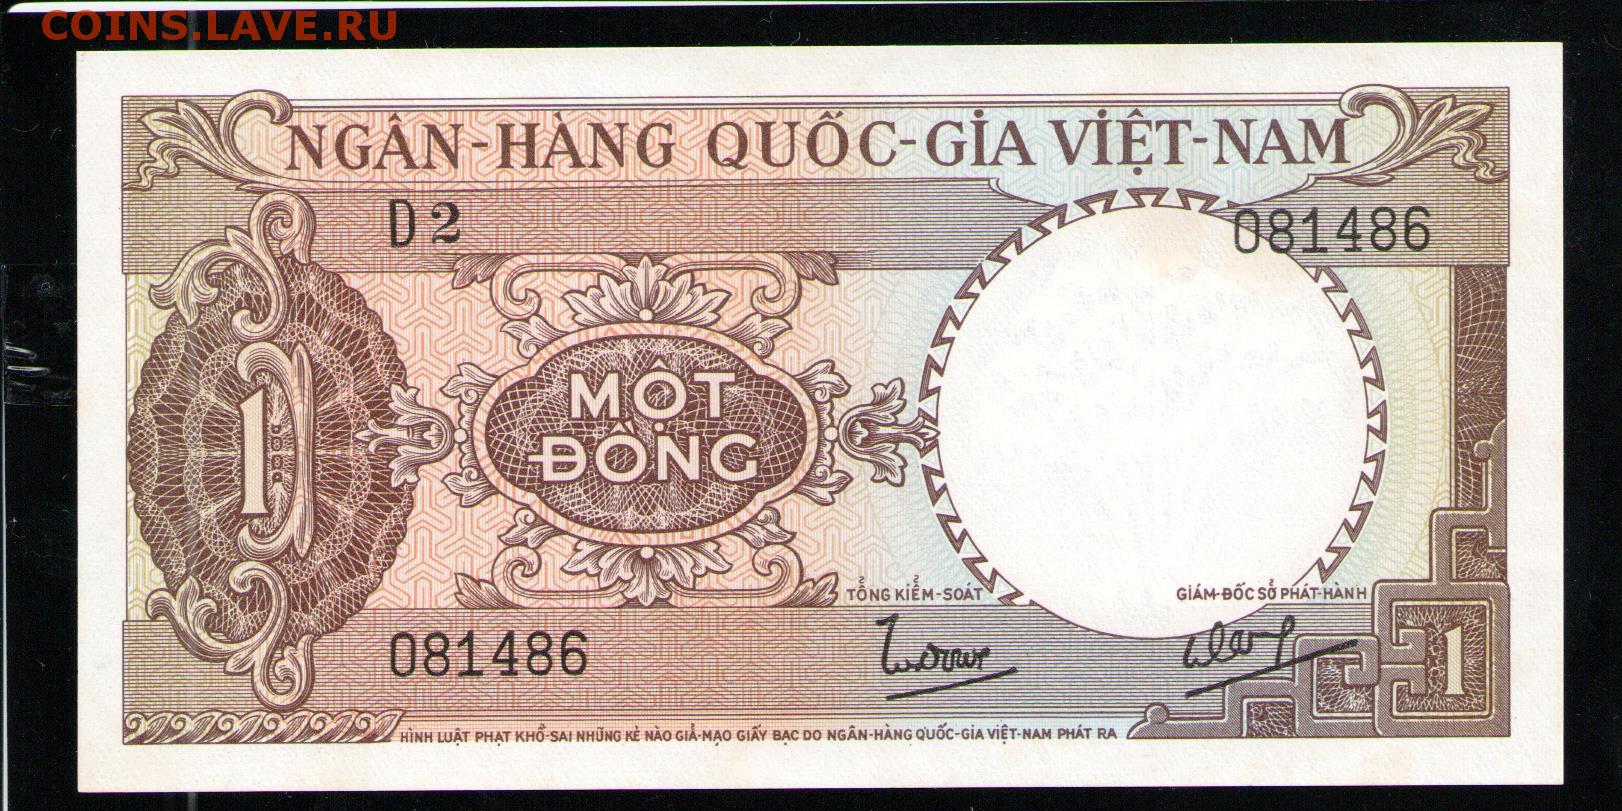 COINS.LAVE.RU
NGÂN-HÀNG QUỐC-GIA VIỆT-NAM
D2 081486
1
MỘT
ĐỒNG
TỔNG KIỂM-SOÁT GIÁM-ĐỐC SỞ PHÁT-HÀNH
081486
1
HÌNH LUẬT PHẠT KHỔ-SAI NHỮNG KẺ NÀO GIẢ-MẠO GIẤY BẠC DO NGÂN-HÀNG QUỐC-GIA VIỆT-NAM PHÁT RA